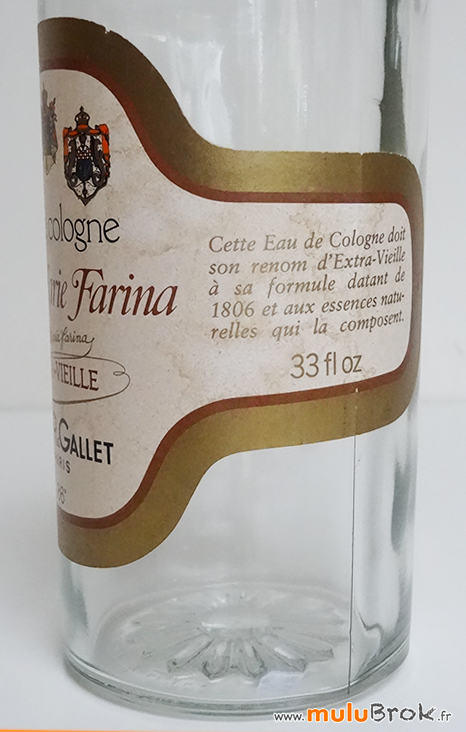 cologne
Farina
VIEILLE
& GALLET
PARIS
Cette Eau de Cologne doit
son renom d'Extra-Vieille
à sa formule datant de
1806 et aux essences natu-
relles qui la composent.
33 fl oz
www.muluBrok.fr